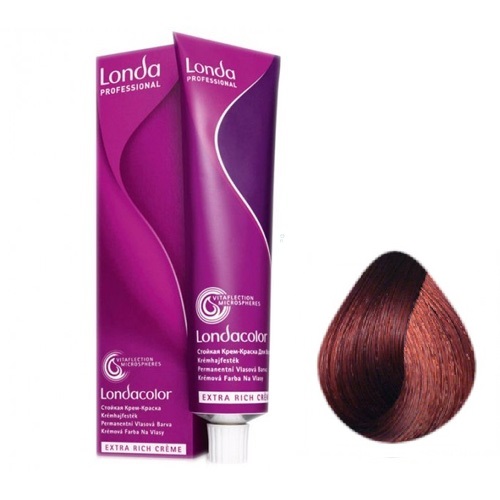 Londa
PROFESSIONAL
VITAFLECTION
MICROSPHERES
Londacolor
Стойкая Крем-Краска
Krémhajfesték
Permanentní Vlasová Barva
Krémová Farba Na Vlasy
EXTRA RICH CRÈME
Londa
PROFESSIONAL
VITAFLECTION
MICROSPHERES
Londacolor
Стойкая Крем-Краска Для
Krémhajfesték
Permanentní Vlasová Barva
Krémová Farba Na Vlasy
EXTRA RICH CRÈME